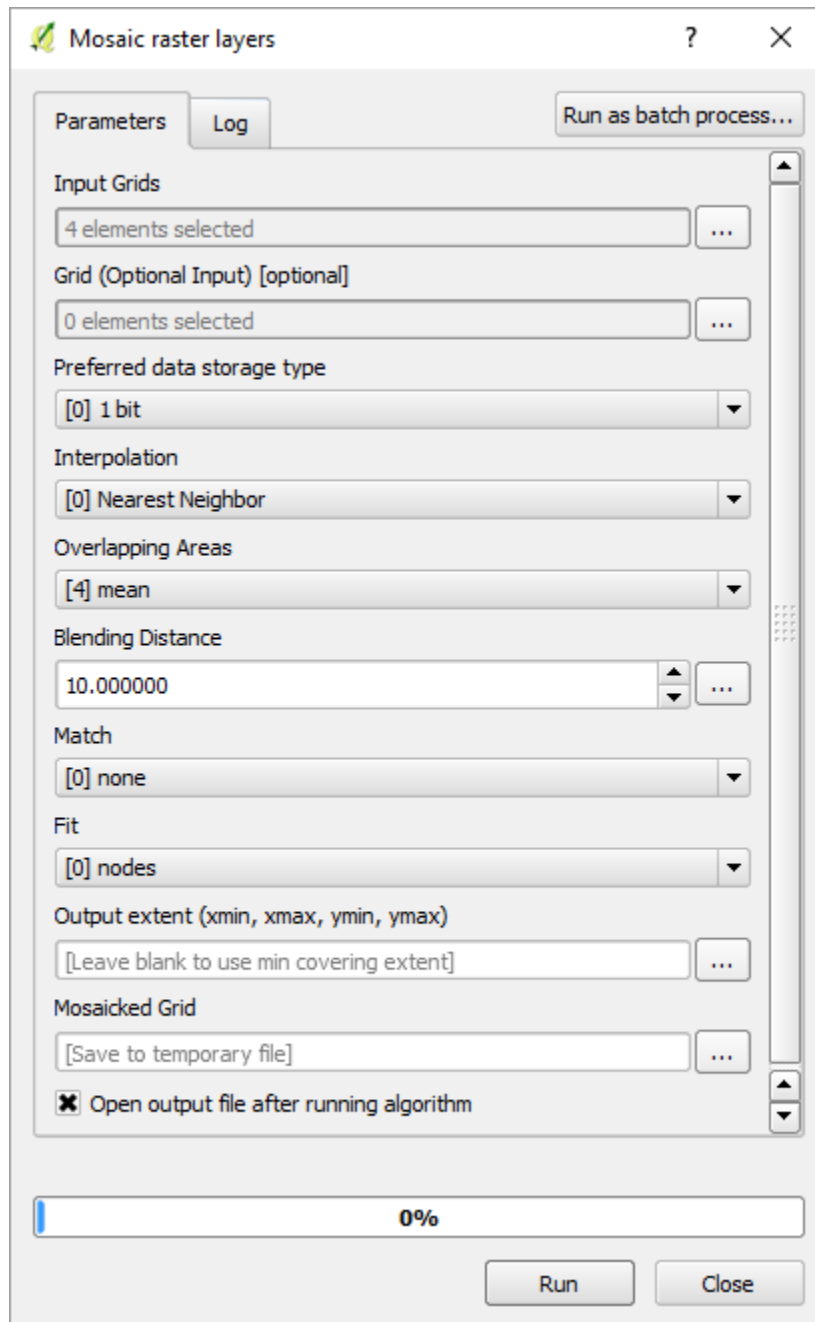 Mosaic raster layers
?
Parameters
Log
Run as batch process...
Input Grids
4 elements selected
...
Grid (Optional Input) [optional]
0 elements selected
...
Preferred data storage type
[0] 1 bit
Interpolation
[0] Nearest Neighbor
Overlapping Areas
[4] mean
Blending Distance
10.000000
...
Match
[0] none
Fit
[0] nodes
Output extent (xmin, xmax, ymin, ymax)
[Leave blank to use min covering extent]
...
Mosaicked Grid
[Save to temporary file]
...
Open output file after running algorithm
0%
Run
Close